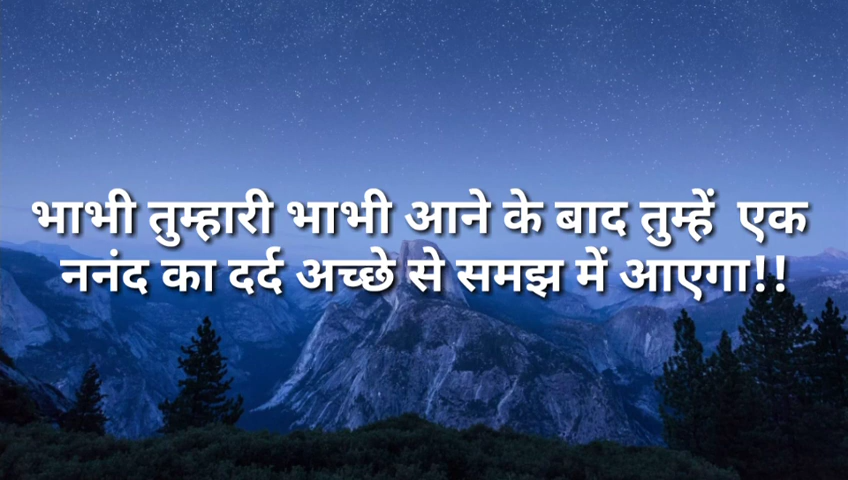 भाभी तुम्हारी भाभी आने के बाद तुम्हें एक
ननंद का दर्द अच्छे से समझ में आएगा!!